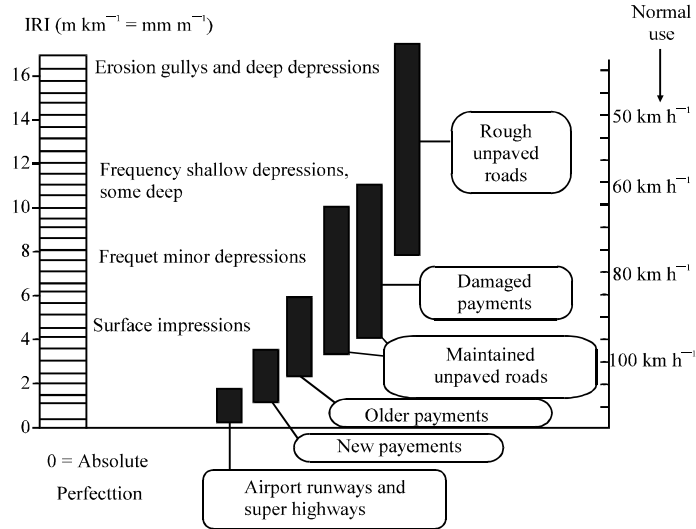 IRI (m km⁻¹ = mm m⁻¹)
Normal
use
16
14
12
10
8
6
4
2
0
Erosion gullys and deep depressions
Frequency shallow depressions,
some deep
Frequet minor depressions
Surface impressions
50 km h⁻¹
60 km h⁻¹
80 km h⁻¹
100 km h⁻¹
Rough
unpaved
roads
Damaged
payments
Maintained
unpaved roads
Older payments
New payements
Airport runways and
super highways
0 = Absolute
Perfecttion